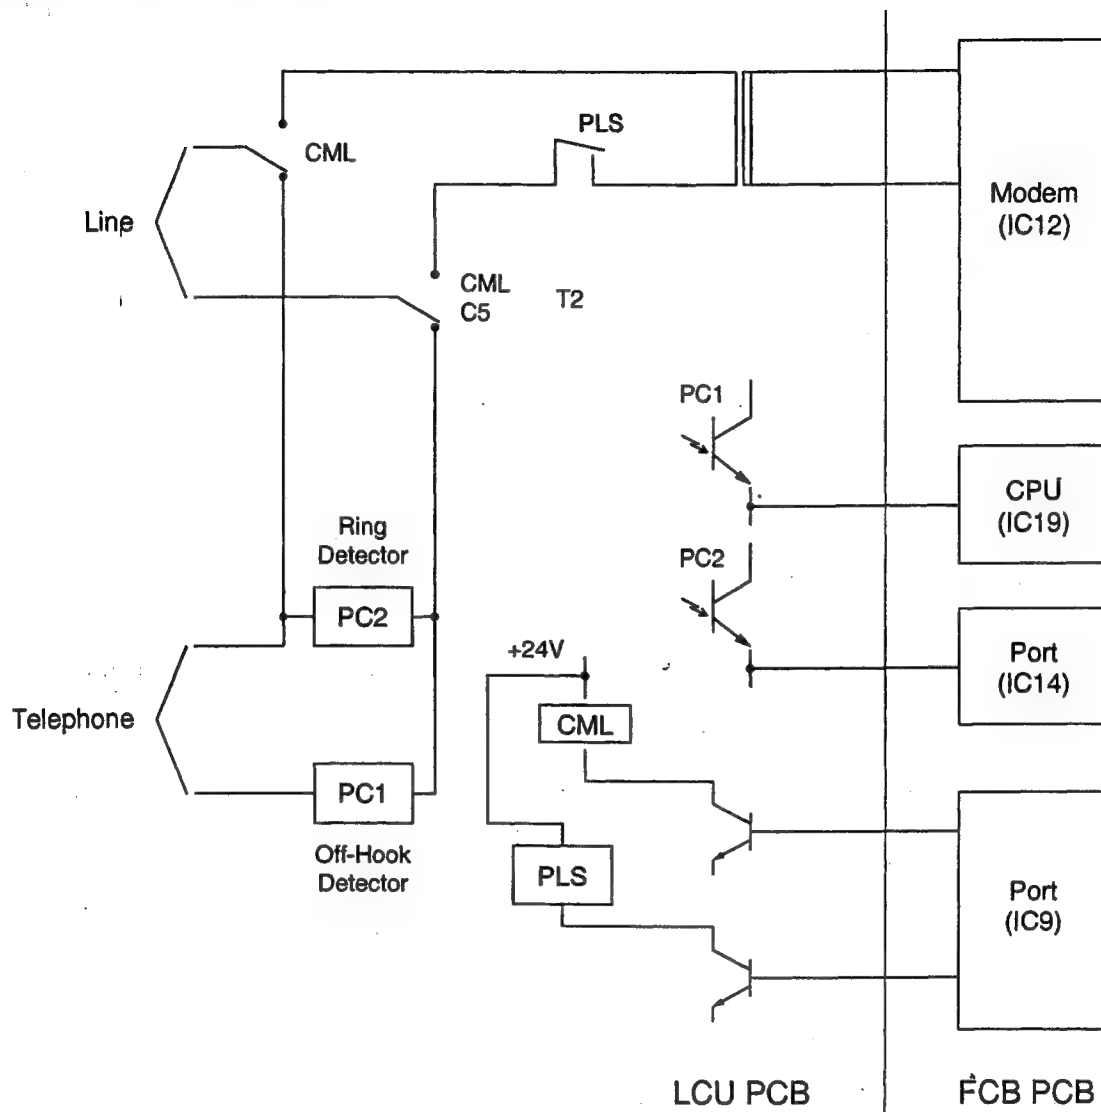 PLS
CML
Modem
(IC12)
Line
CML
C5
T2
PC1
CPU
(IC19)
Ring
Detector
PC2
PC2
+24V
Port
(IC14)
CML
Telephone
PC1
Off-Hook
Detector
PLS
Port
(IC9)
LCU PCB
FCB PCB